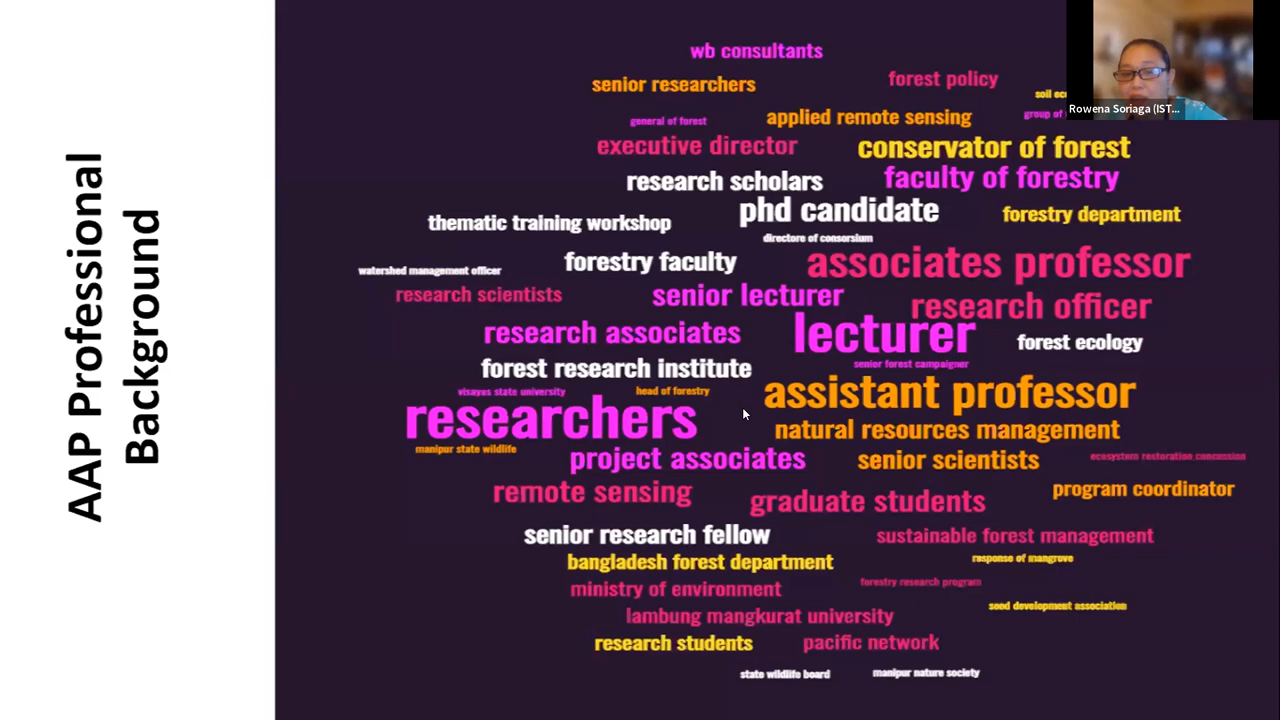 AAP Professional
Background
wb consultants
senior researchers
forest policy
general of forest
applied remote sensing
Rowena Soriaga (IST...
executive director
conservator of forest
research scholars
faculty of forestry
thematic training workshop
phd candidate
forestry department
directore of consorsium
watershed management officer
forestry faculty
associates professor
research scientists
senior lecturer
research officer
research associates
lecturer
forest ecology
forest research institute
senior forest campaigner
visayas state university
head of forestry
assistant professor
researchers
natural resources management
manipur state wildlife
project associates
senior scientists
ecosystem restoration concession
remote sensing
graduate students
program coordinator
senior research fellow
sustainable forest management
bangladesh forest department
response of mangrove
ministry of environment
forestry research program
lambung mangkurat university
seed development association
research students
pacific network
state wildlife board
manipur nature society